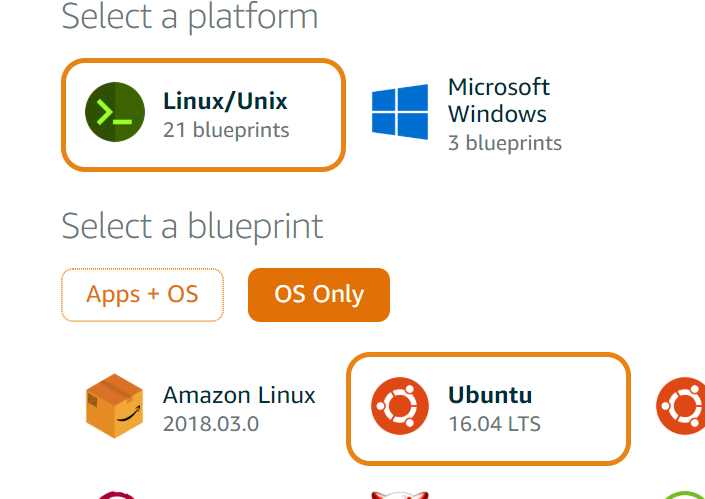 Select a platform
Linux/Unix
21 blueprints
Microsoft
Windows
3 blueprints
Select a blueprint
Apps + OS
OS Only
Amazon Linux
2018.03.0
Ubuntu
16.04 LTS